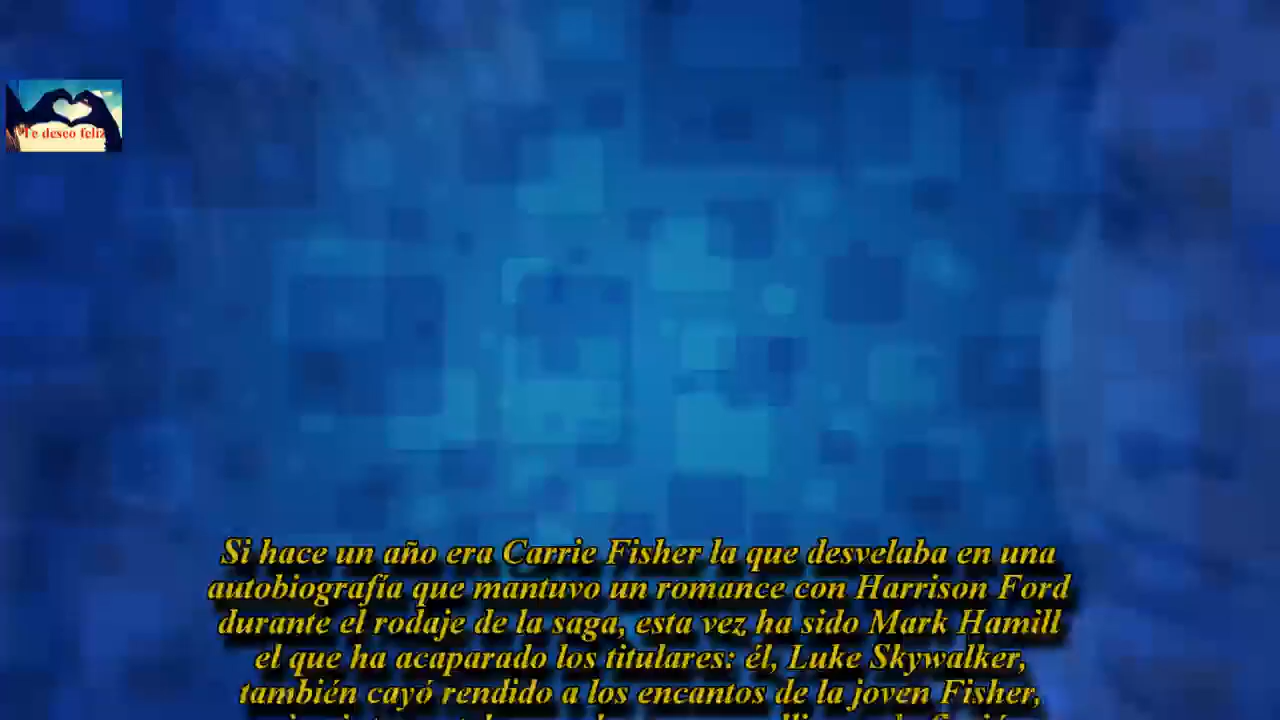 Te deseo feliz
Si hace un año era Carrie Fisher la que desvelaba en una
autobiografía que mantuvo un romance con Harrison Ford
durante el rodaje de la saga, esta vez ha sido Mark Hamill
el que ha acaparado los titulares: él, Luke Skywalker,
también cayó rendido a los encantos de la joven Fisher,